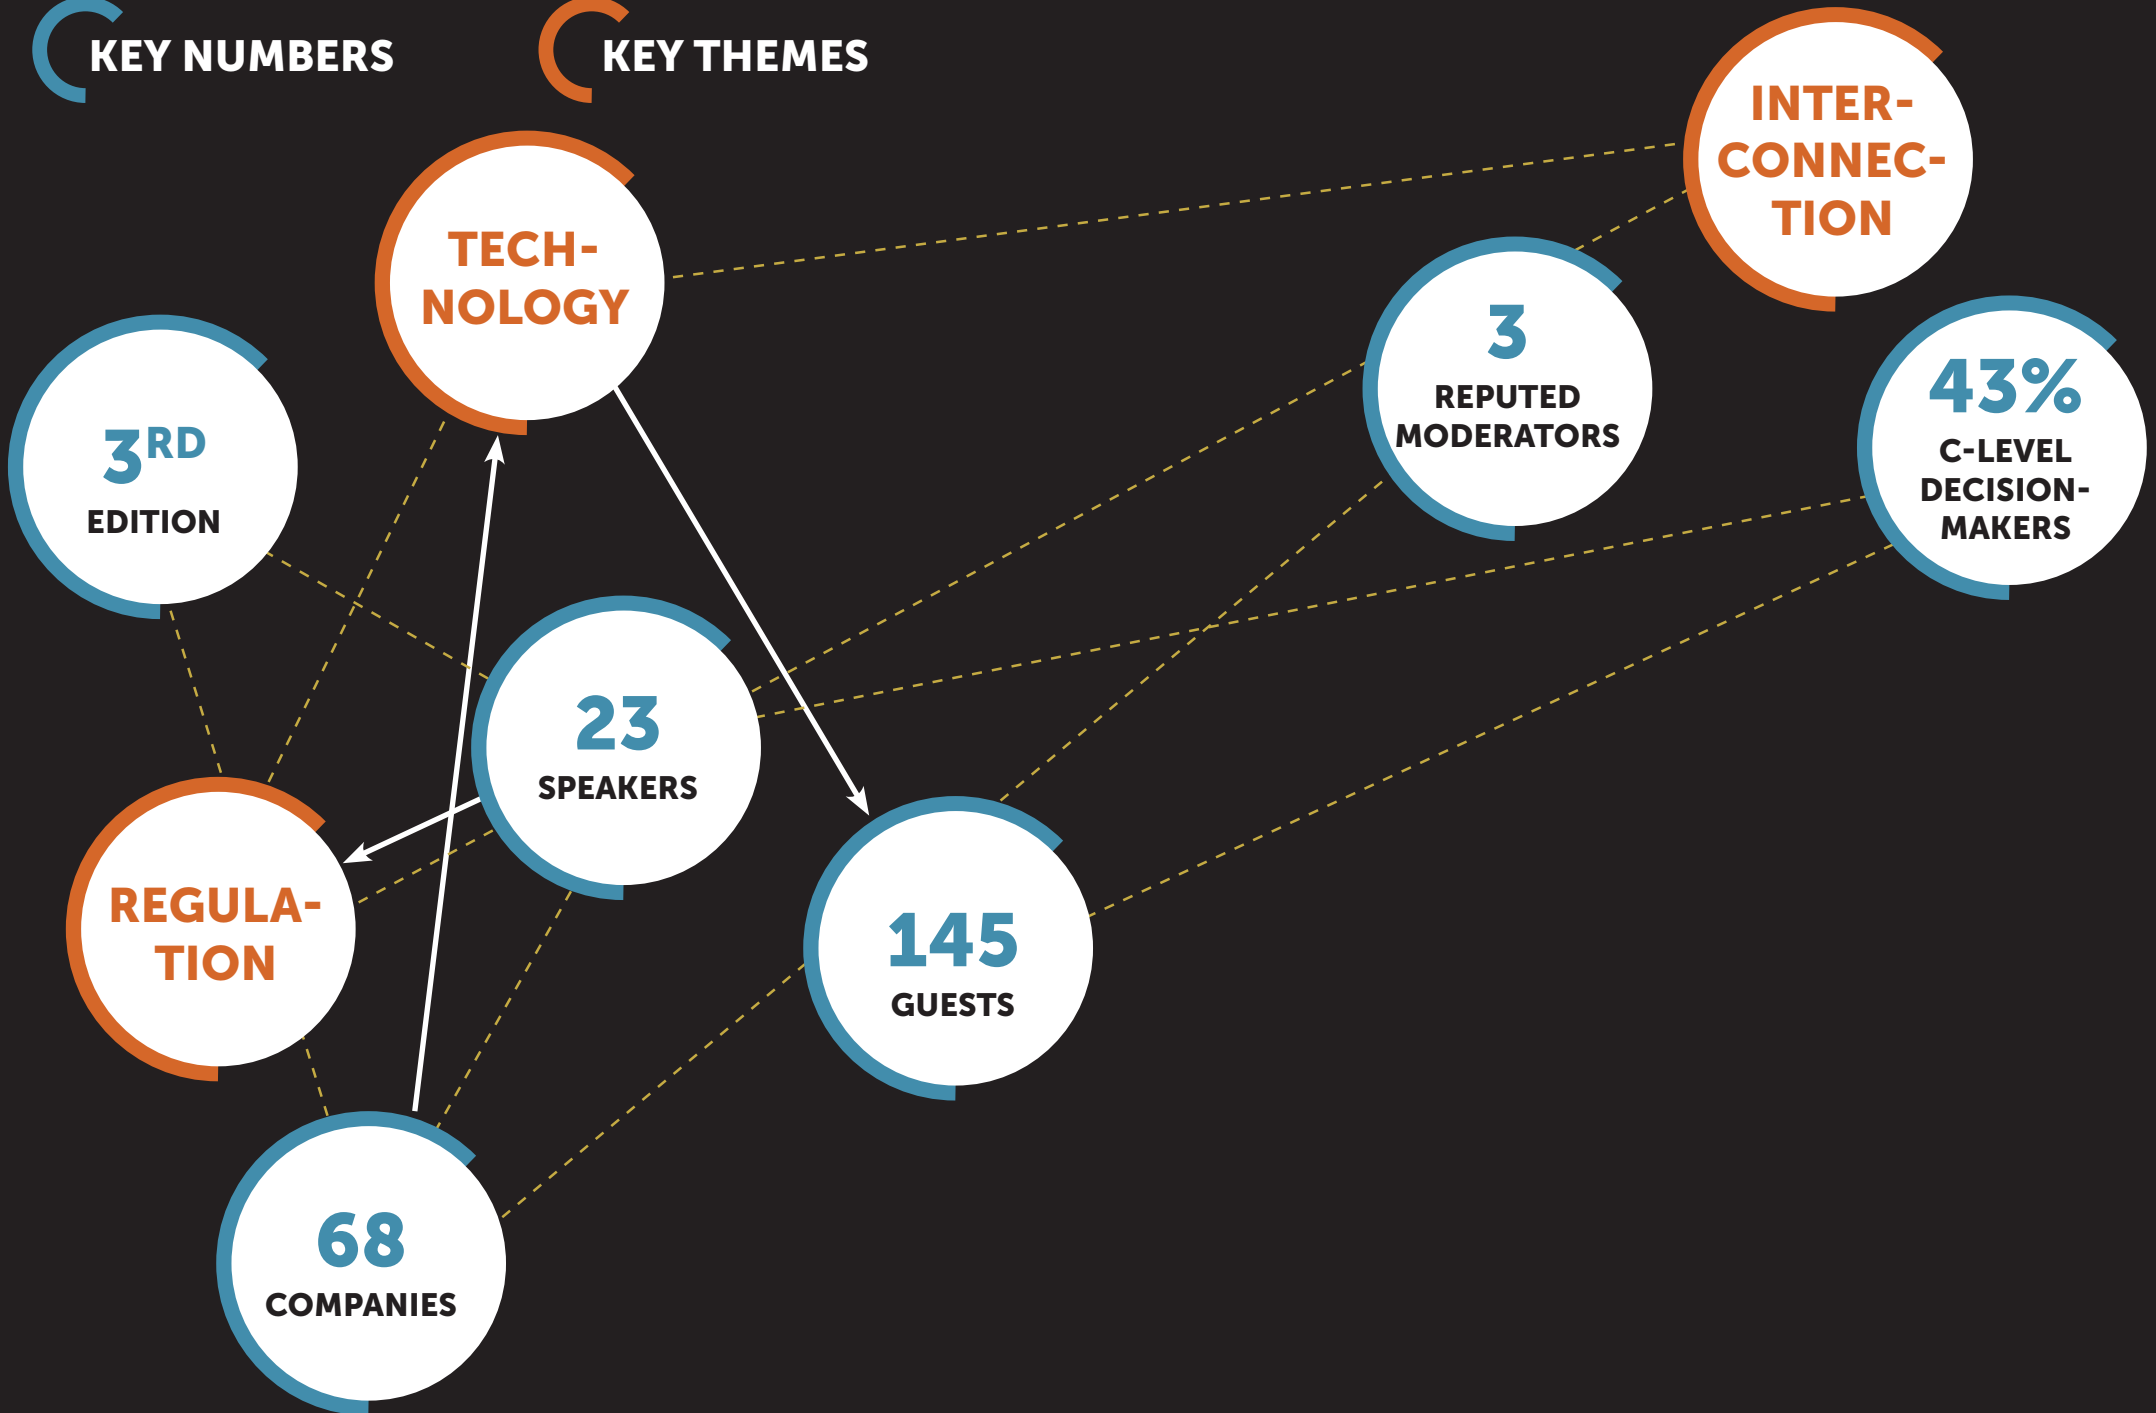 KEY NUMBERS
KEY THEMES
INTER-
CONNEC-
TION
TECH-
NOLOGY
3
REPUTED
MODERATORS
43%
C-LEVEL
DECISION-
MAKERS
3RD
EDITION
23
SPEAKERS
REGULA-
TION
145
GUESTS
68
COMPANIES